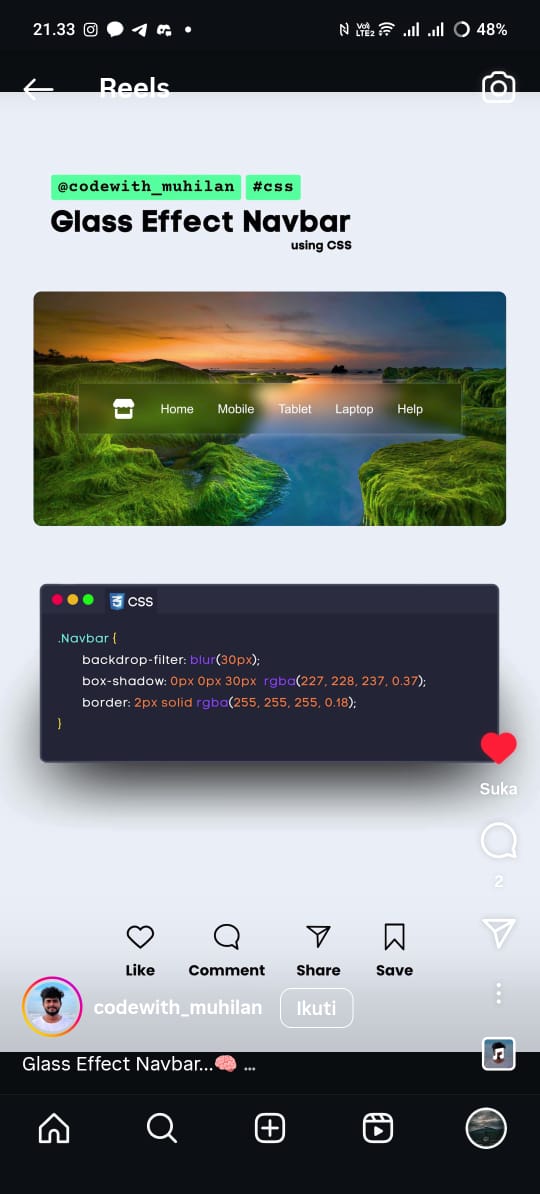 21.33
Vo)
LTE2
48%
Reels
@codewith_muhilan #css
Glass Effect Navbar
using CSS
Home Mobile Tablet Laptop Help
CSS
.Navbar {
backdrop-filter: blur(30px);
box-shadow: 0px 0px 30px rgba(227, 228, 237, 0.37);
border: 2px solid rgba(255, 255, 255, 0.18);
}
Suka
2
Like Comment Share Save
codewith_muhilan Ikuti
Glass Effect Navbar...🧠 ...